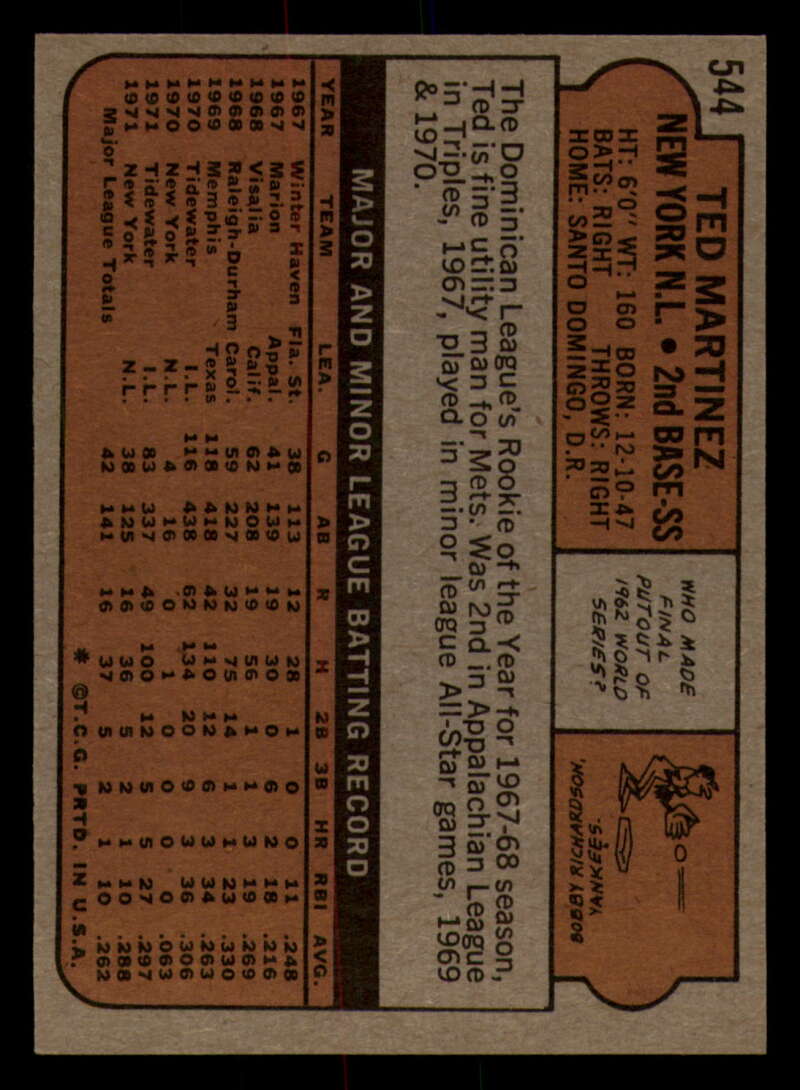 544
TED MARTINEZ
NEW YORK N.L. • 2nd BASE-SS
HT: 6'0" WT: 160 BORN: 12-10-47
BATS: RIGHT THROWS: RIGHT
HOME: SANTO DOMINGO, D.R.
WHO MADE
FINAL
PUTOUT OF
1962 WORLD
SERIES?
BOBBY RICHARDSON,
YANKEES.
The Dominican League's Rookie of the Year for 1967-68 season,
Ted is fine utility man for Mets. Was 2nd in Appalachian League
in Triples, 1967, played in minor league All-Star games, 1969
& 1970.
MAJOR AND MINOR LEAGUE BATTING RECORD
YEAR TEAM LEA. G AB R H 2B 3B HR RBI AVG.
1967 Winter Haven Fla. St. 38 113 12 28 1 0 0 11 .248
1967 Marion Appal. 41 139 19 30 0 6 2 18 .216
1968 Visalia Calif. 62 208 19 56 1 1 3 19 .269
1968 Raleigh-Durham Carol. 59 227 32 75 14 1 1 23 .330
1969 Memphis Texas 118 418 42 110 12 6 3 34 .263
1970 Tidewater I.L. 116 438 62 134 20 9 3 36 .306
1970 New York N.L. 4 16 0 1 0 0 0 0 .063
1971 Tidewater I.L. 83 337 49 100 12 5 5 27 .297
1971 New York N.L. 38 125 16 36 5 2 1 10 .288
Major League Totals 42 141 16 37 5 2 1 10 .262
* ©T.C.G. PRTD. IN U.S.A.